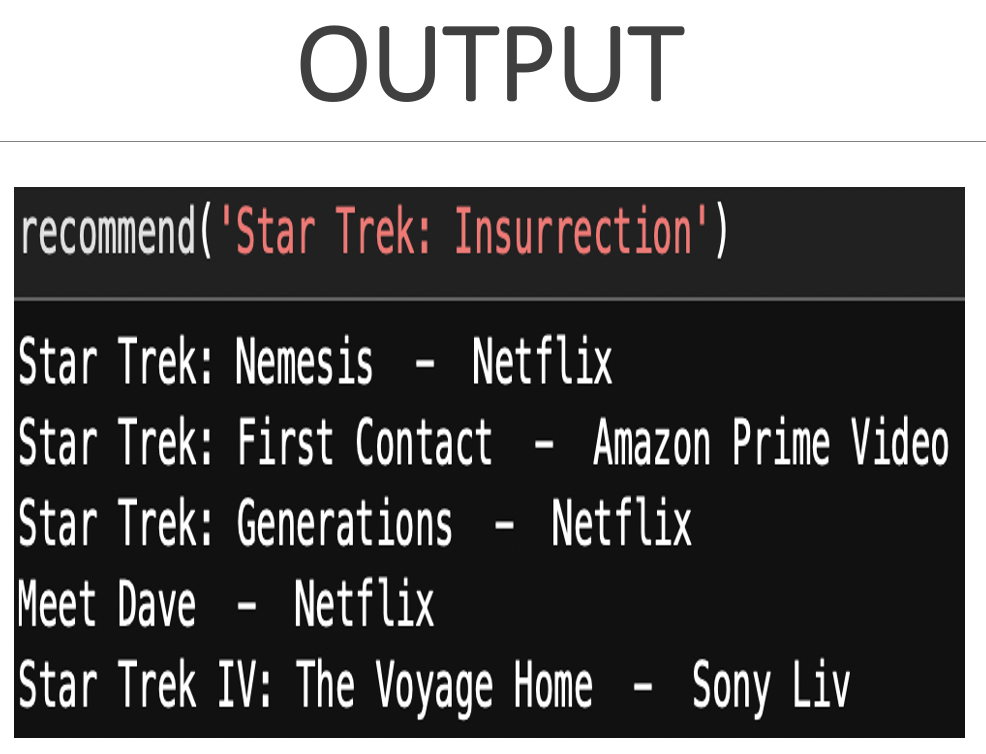 OUTPUT
recommend('Star Trek: Insurrection')
Star Trek: Nemesis – Netflix
Star Trek: First Contact – Amazon Prime Video
Star Trek: Generations – Netflix
Meet Dave – Netflix
Star Trek IV: The Voyage Home – Sony Liv